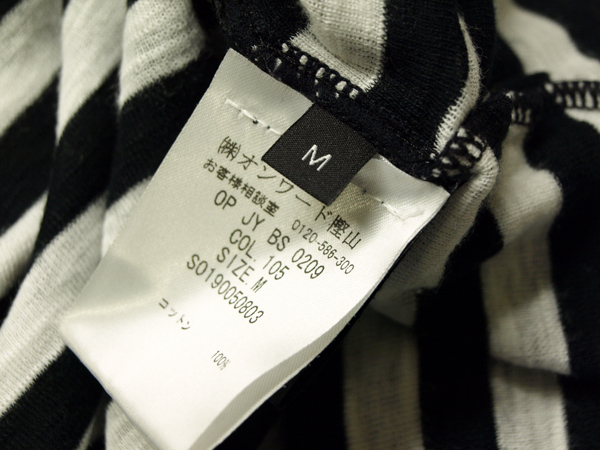 M
㈱オンワード樫山
お客様相談室 0120-586-300
OP JY BS 0209
COL. 105
SIZE.M
S0190050803
コットン 100%